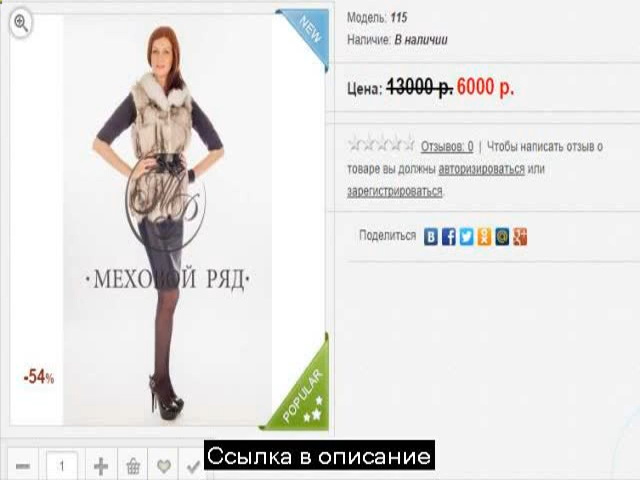 NEW
Модель: 115
Наличие: В наличии
Цена: 13000 р. 6000 р.
Отзывов: 0 | Чтобы написать отзыв о
товаре вы должны авторизироваться или
зарегистрироваться.
Поделиться
·МЕХОВОЙ РЯД·
-54%
POPULAR
1
Ссылка в описание